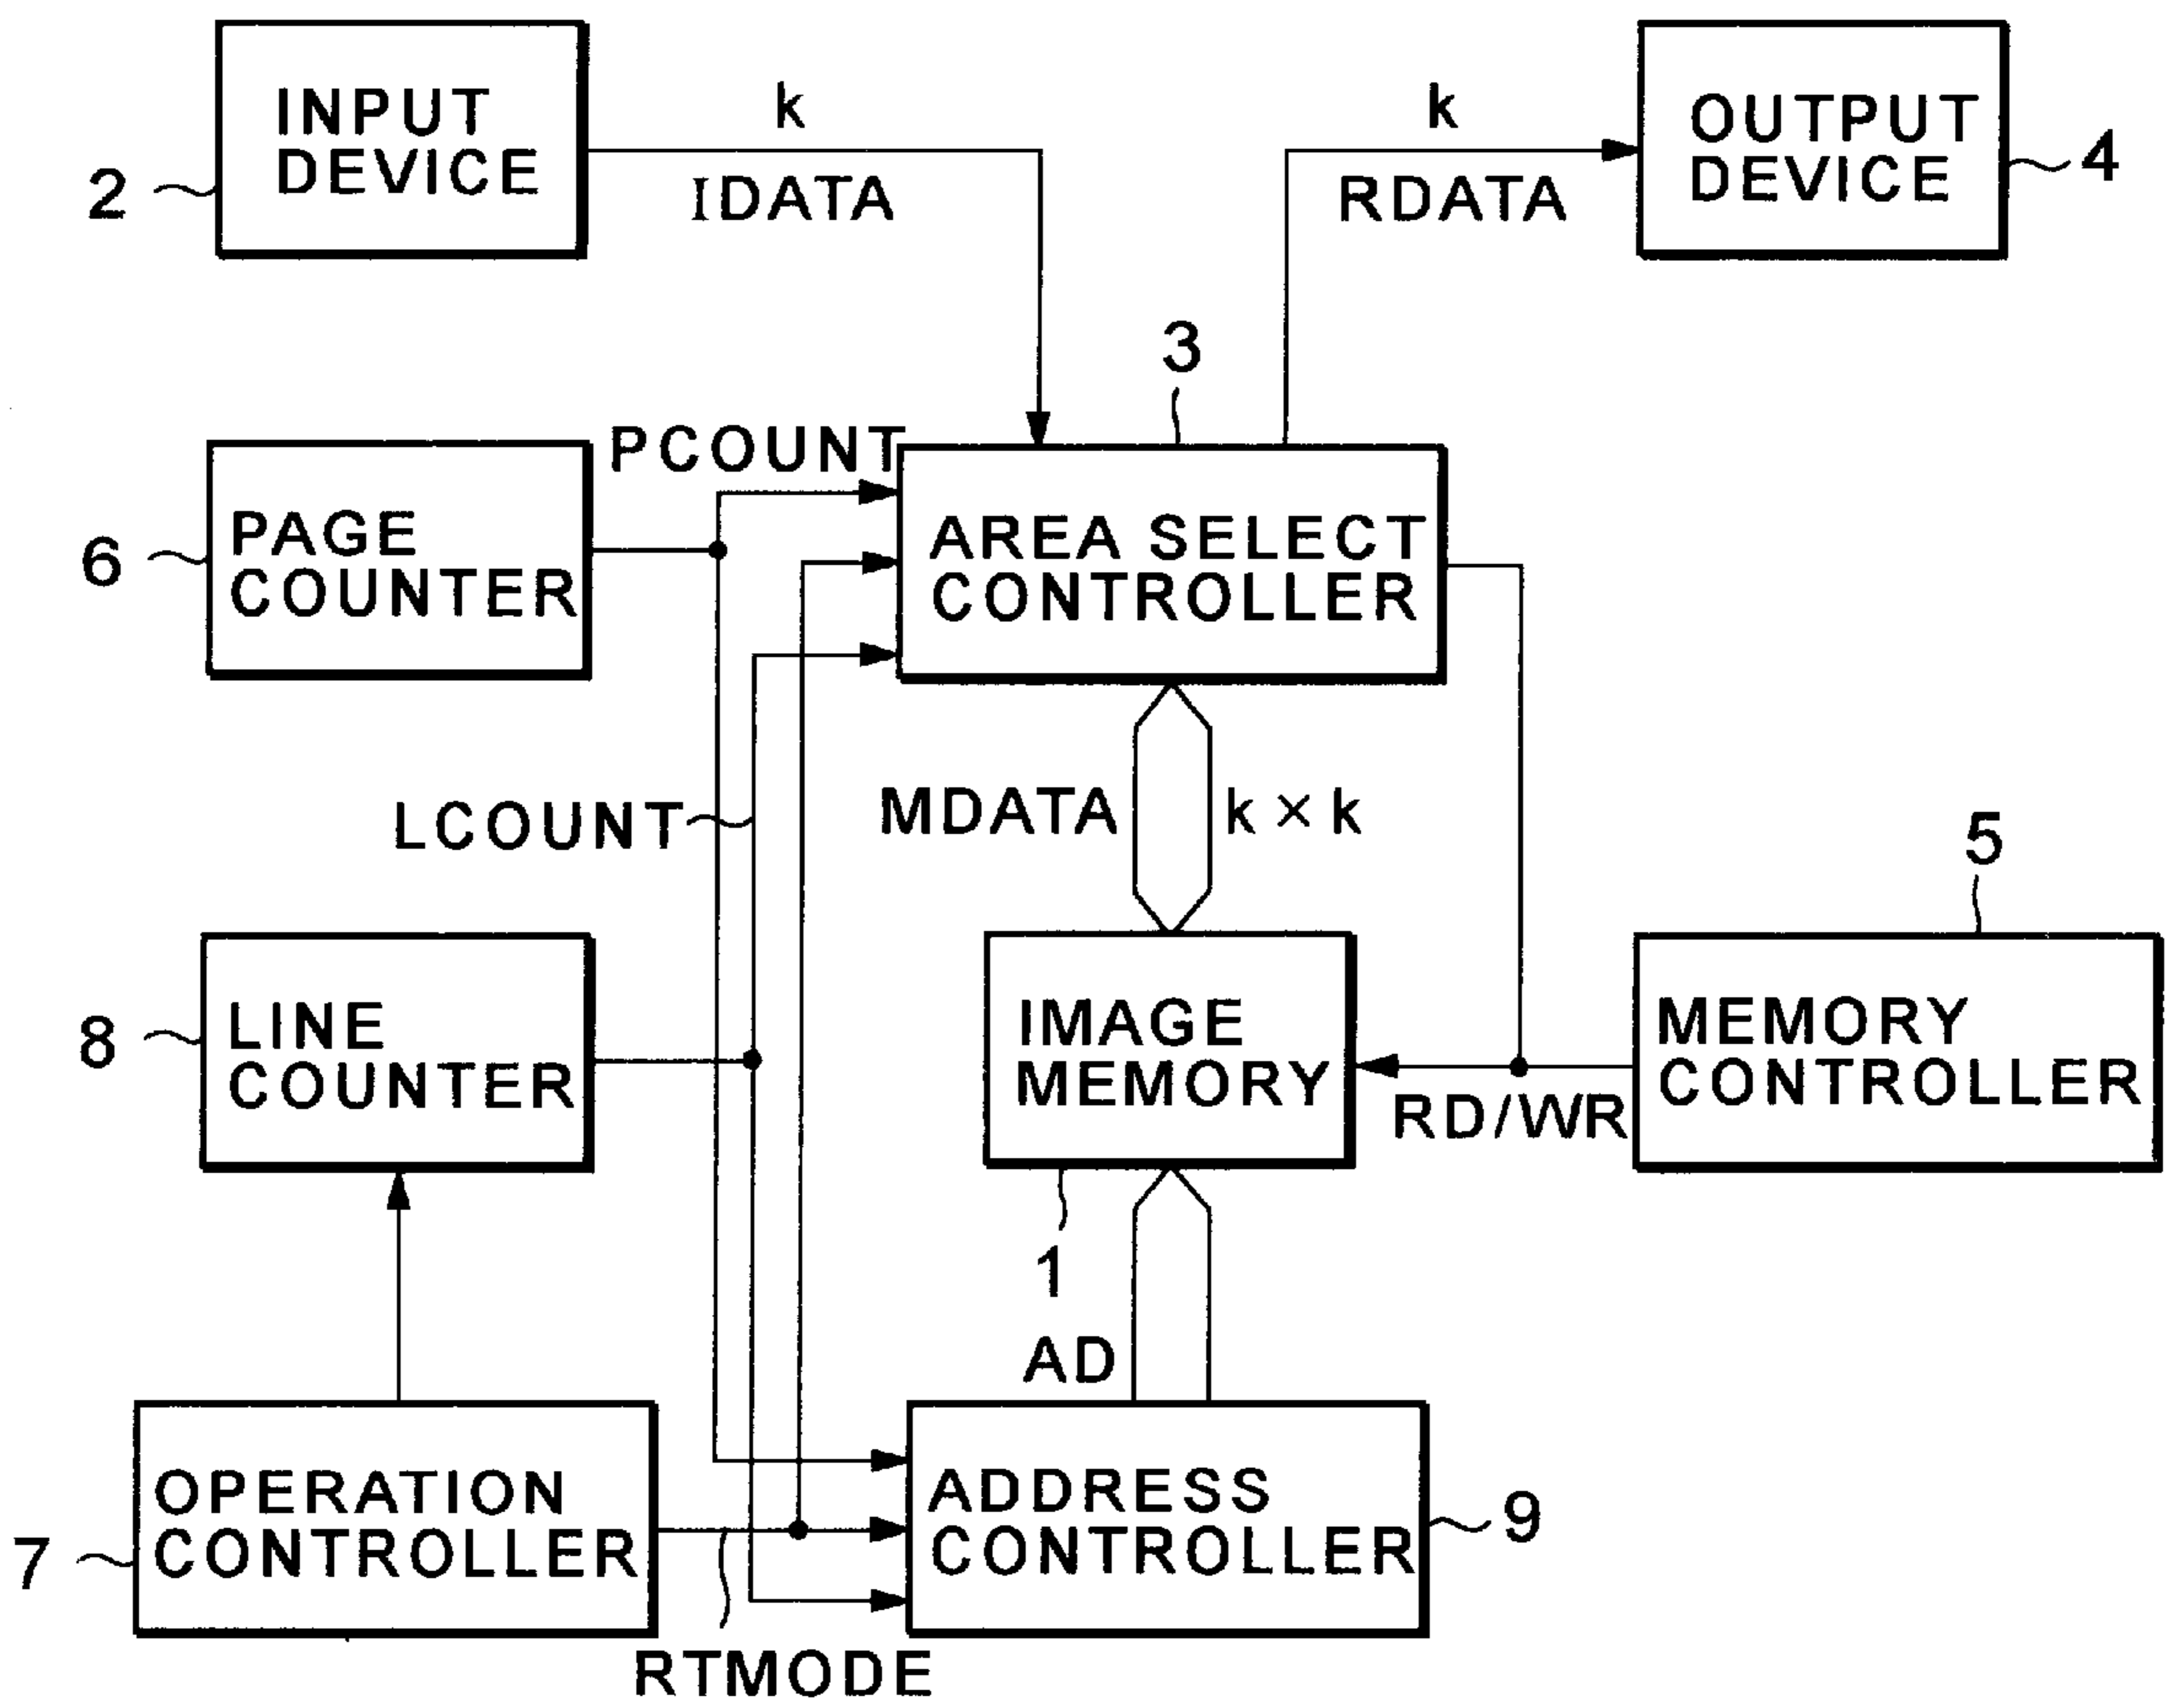 INPUT
DEVICE
2
k
IDATA
k
RDATA
OUTPUT
DEVICE
4
3
PCOUNT
PAGE
COUNTER
6
AREA SELECT
CONTROLLER
LCOUNT
MDATA
k × k
5
LINE
COUNTER
8
IMAGE
MEMORY
RD/WR
MEMORY
CONTROLLER
1
AD
OPERATION
CONTROLLER
7
ADDRESS
CONTROLLER
9
RTMODE